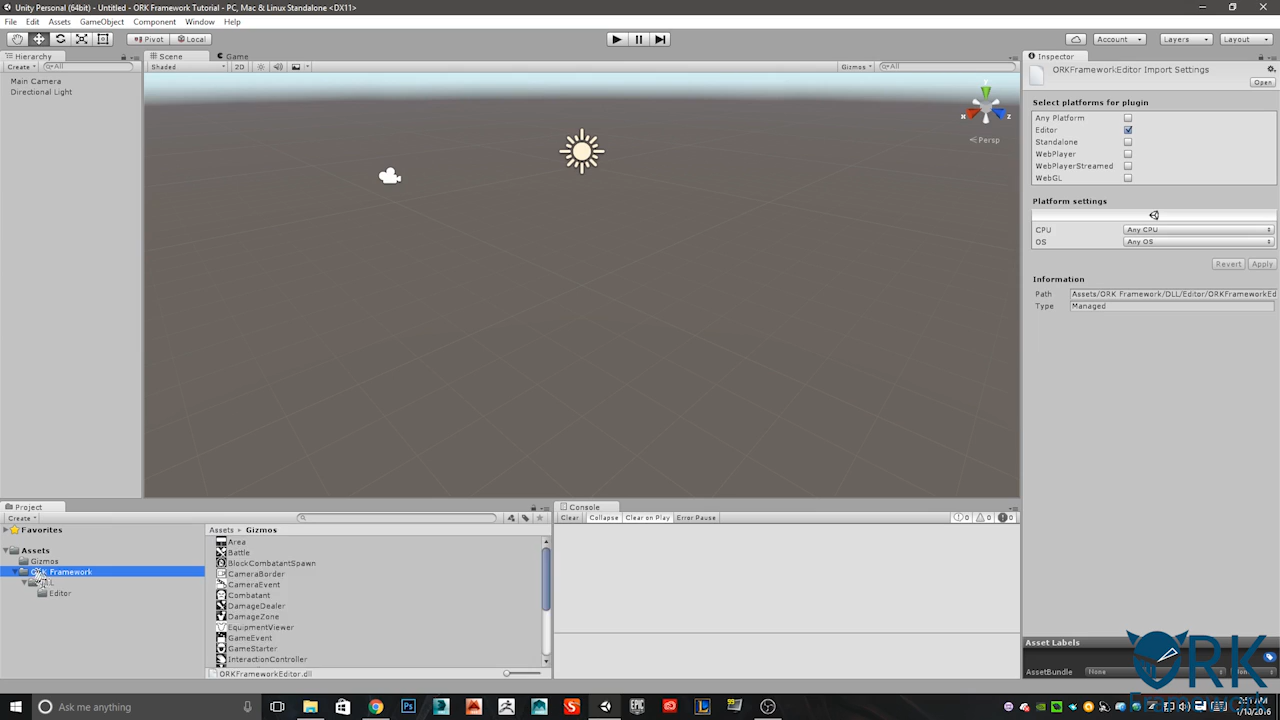 Unity Personal (64bit) - Untitled - ORK Framework Tutorial - PC, Mac & Linux Standalone <DX11>
File Edit Assets GameObject Component Window Help
Pivot Local Account Layers Layout
Hierarchy
Create All
Main Camera
Directional Light
Scene Game
Shaded 2D Gizmos All
Persp
Inspector
ORKFrameworkEditor Import Settings
Open
Select platforms for plugin
Any Platform
Editor
Standalone
WebPlayer
WebPlayerStreamed
WebGL
Platform settings
CPU Any CPU
OS Any OS
Revert Apply
Information
Path Assets/ORK Framework/DLL/Editor/ORKFrameworkEd
Type Managed
Project
Create
Favorites
Assets
Gizmos
ORK Framework
Editor
Assets Gizmos
Area
Battle
BlockCombatantSpawn
CameraBorder
CameraEvent
Combatant
DamageDealer
DamageZone
EquipmentViewer
GameEvent
GameStarter
InteractionController
ORKFrameworkEditor.dll
Console
Clear Collapse Clear on Play Error Pause 0 0 0
Asset Labels
AssetBundle None
ORK
Ask me anything